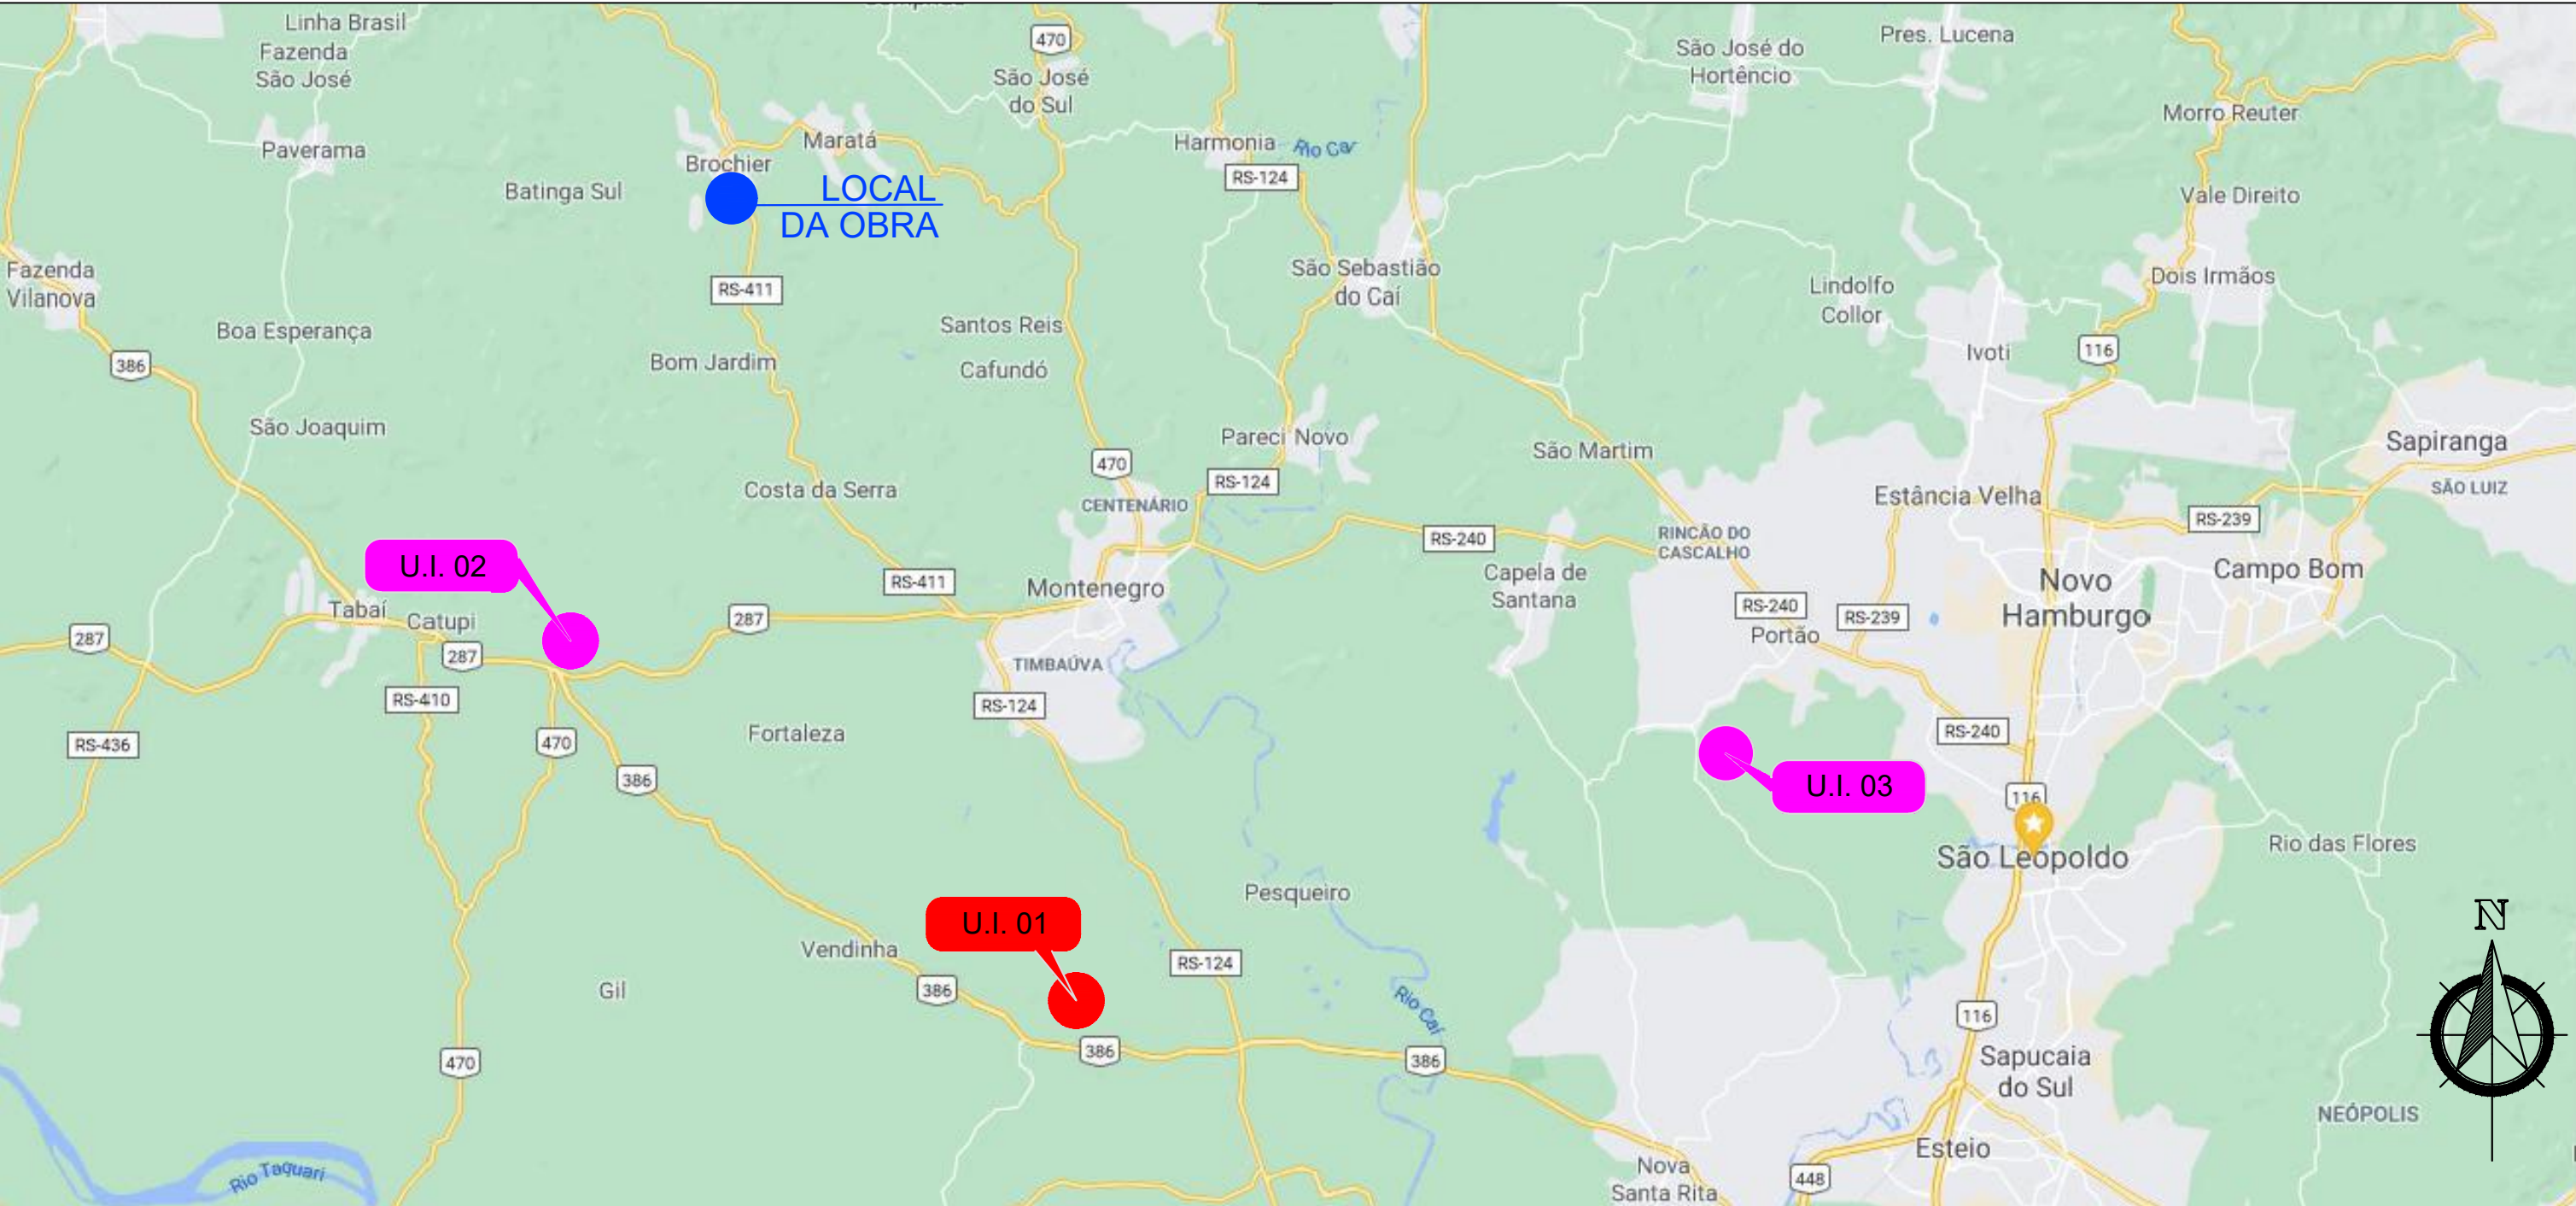 Linha Brasil
Fazenda
São José
470
São José
do Sul
São José do
Hortêncio
Pres. Lucena
Morro Reuter
Paverama
Batinga Sul
Brochier
Maratá
LOCAL
DA OBRA
Harmonia
RS-124
Vale Direito
Fazenda
Vilanova
RS-411
São Sebastião
do Caí
Lindolfo
Collor
Dois Irmãos
Boa Esperança
386
Bom Jardim
Santos Reis
Cafundó
Ivoti
116
São Joaquim
Pareci Novo
São Martim
Sapiranga
SÃO LUIZ
Costa da Serra
470
CENTENÁRIO
RS-124
Estância Velha
RS-239
U.I. 02
RS-411
Montenegro
RS-240
Capela de
Santana
RINCÃO DO
CASCALHO
RS-240
RS-239
Portão
Novo
Hamburgo
Campo Bom
287
Tabaí
Catupi
287
287
TIMBAÚVA
RS-410
RS-124
RS-436
470
Fortaleza
386
RS-240
U.I. 03
116
São Leopoldo
Rio das Flores
Pesqueiro
U.I. 01
Vendinha
RS-124
N
Gil
386
Rio Caí
116
386
386
470
Sapucaia
do Sul
NEÓPOLIS
Esteio
Rio Taquari
Nova
Santa Rita
448